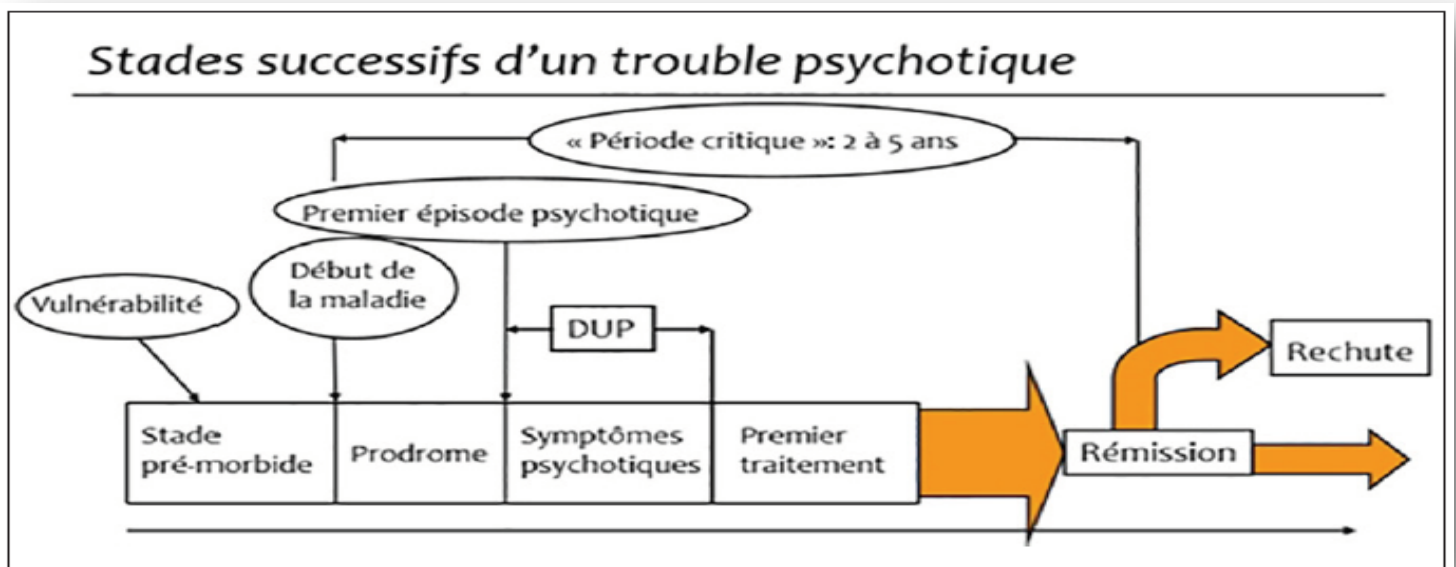 Stades successifs d'un trouble psychotique
« Période critique »: 2 à 5 ans
Premier épisode psychotique
Début de
la maladie
Vulnérabilité
DUP
Rechute
Stade
pré-morbide
Prodrome
Symptômes
psychotiques
Premier
traitement
Rémission